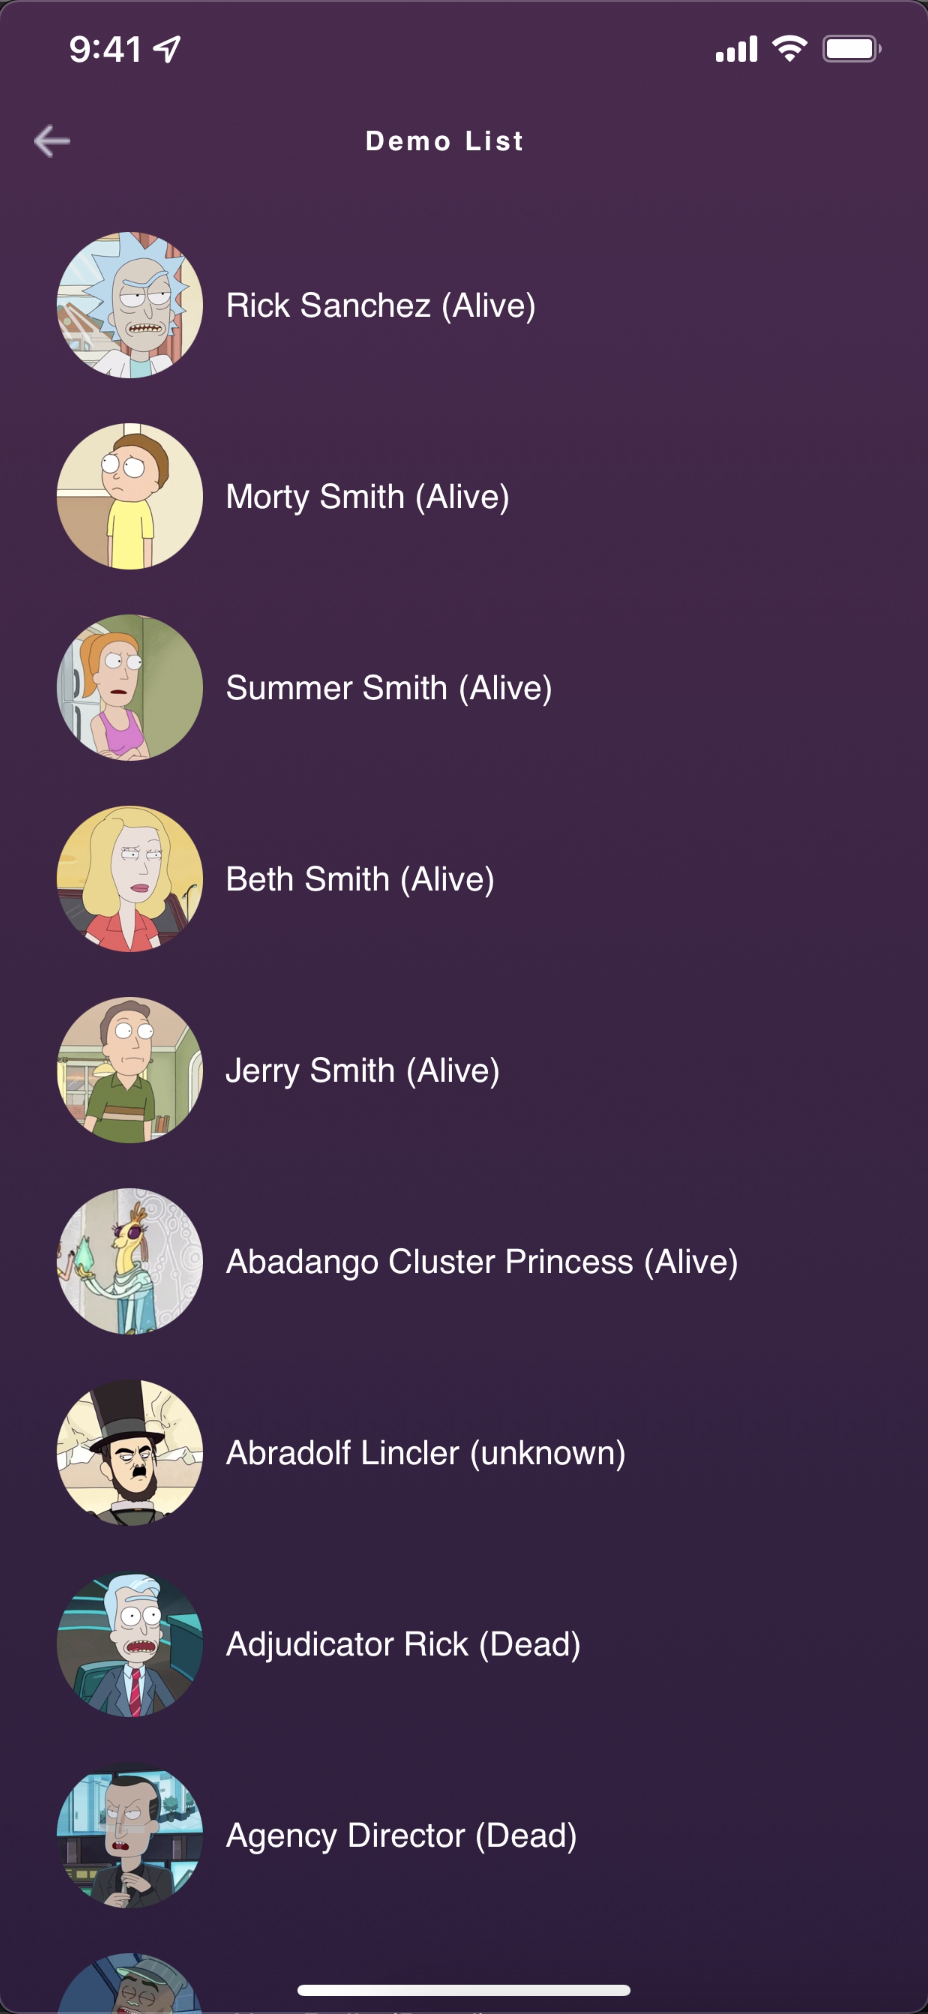 9:41
Demo List
Rick Sanchez (Alive)
Morty Smith (Alive)
Summer Smith (Alive)
Beth Smith (Alive)
Jerry Smith (Alive)
Abadango Cluster Princess (Alive)
Abradolf Lincler (unknown)
Adjudicator Rick (Dead)
Agency Director (Dead)